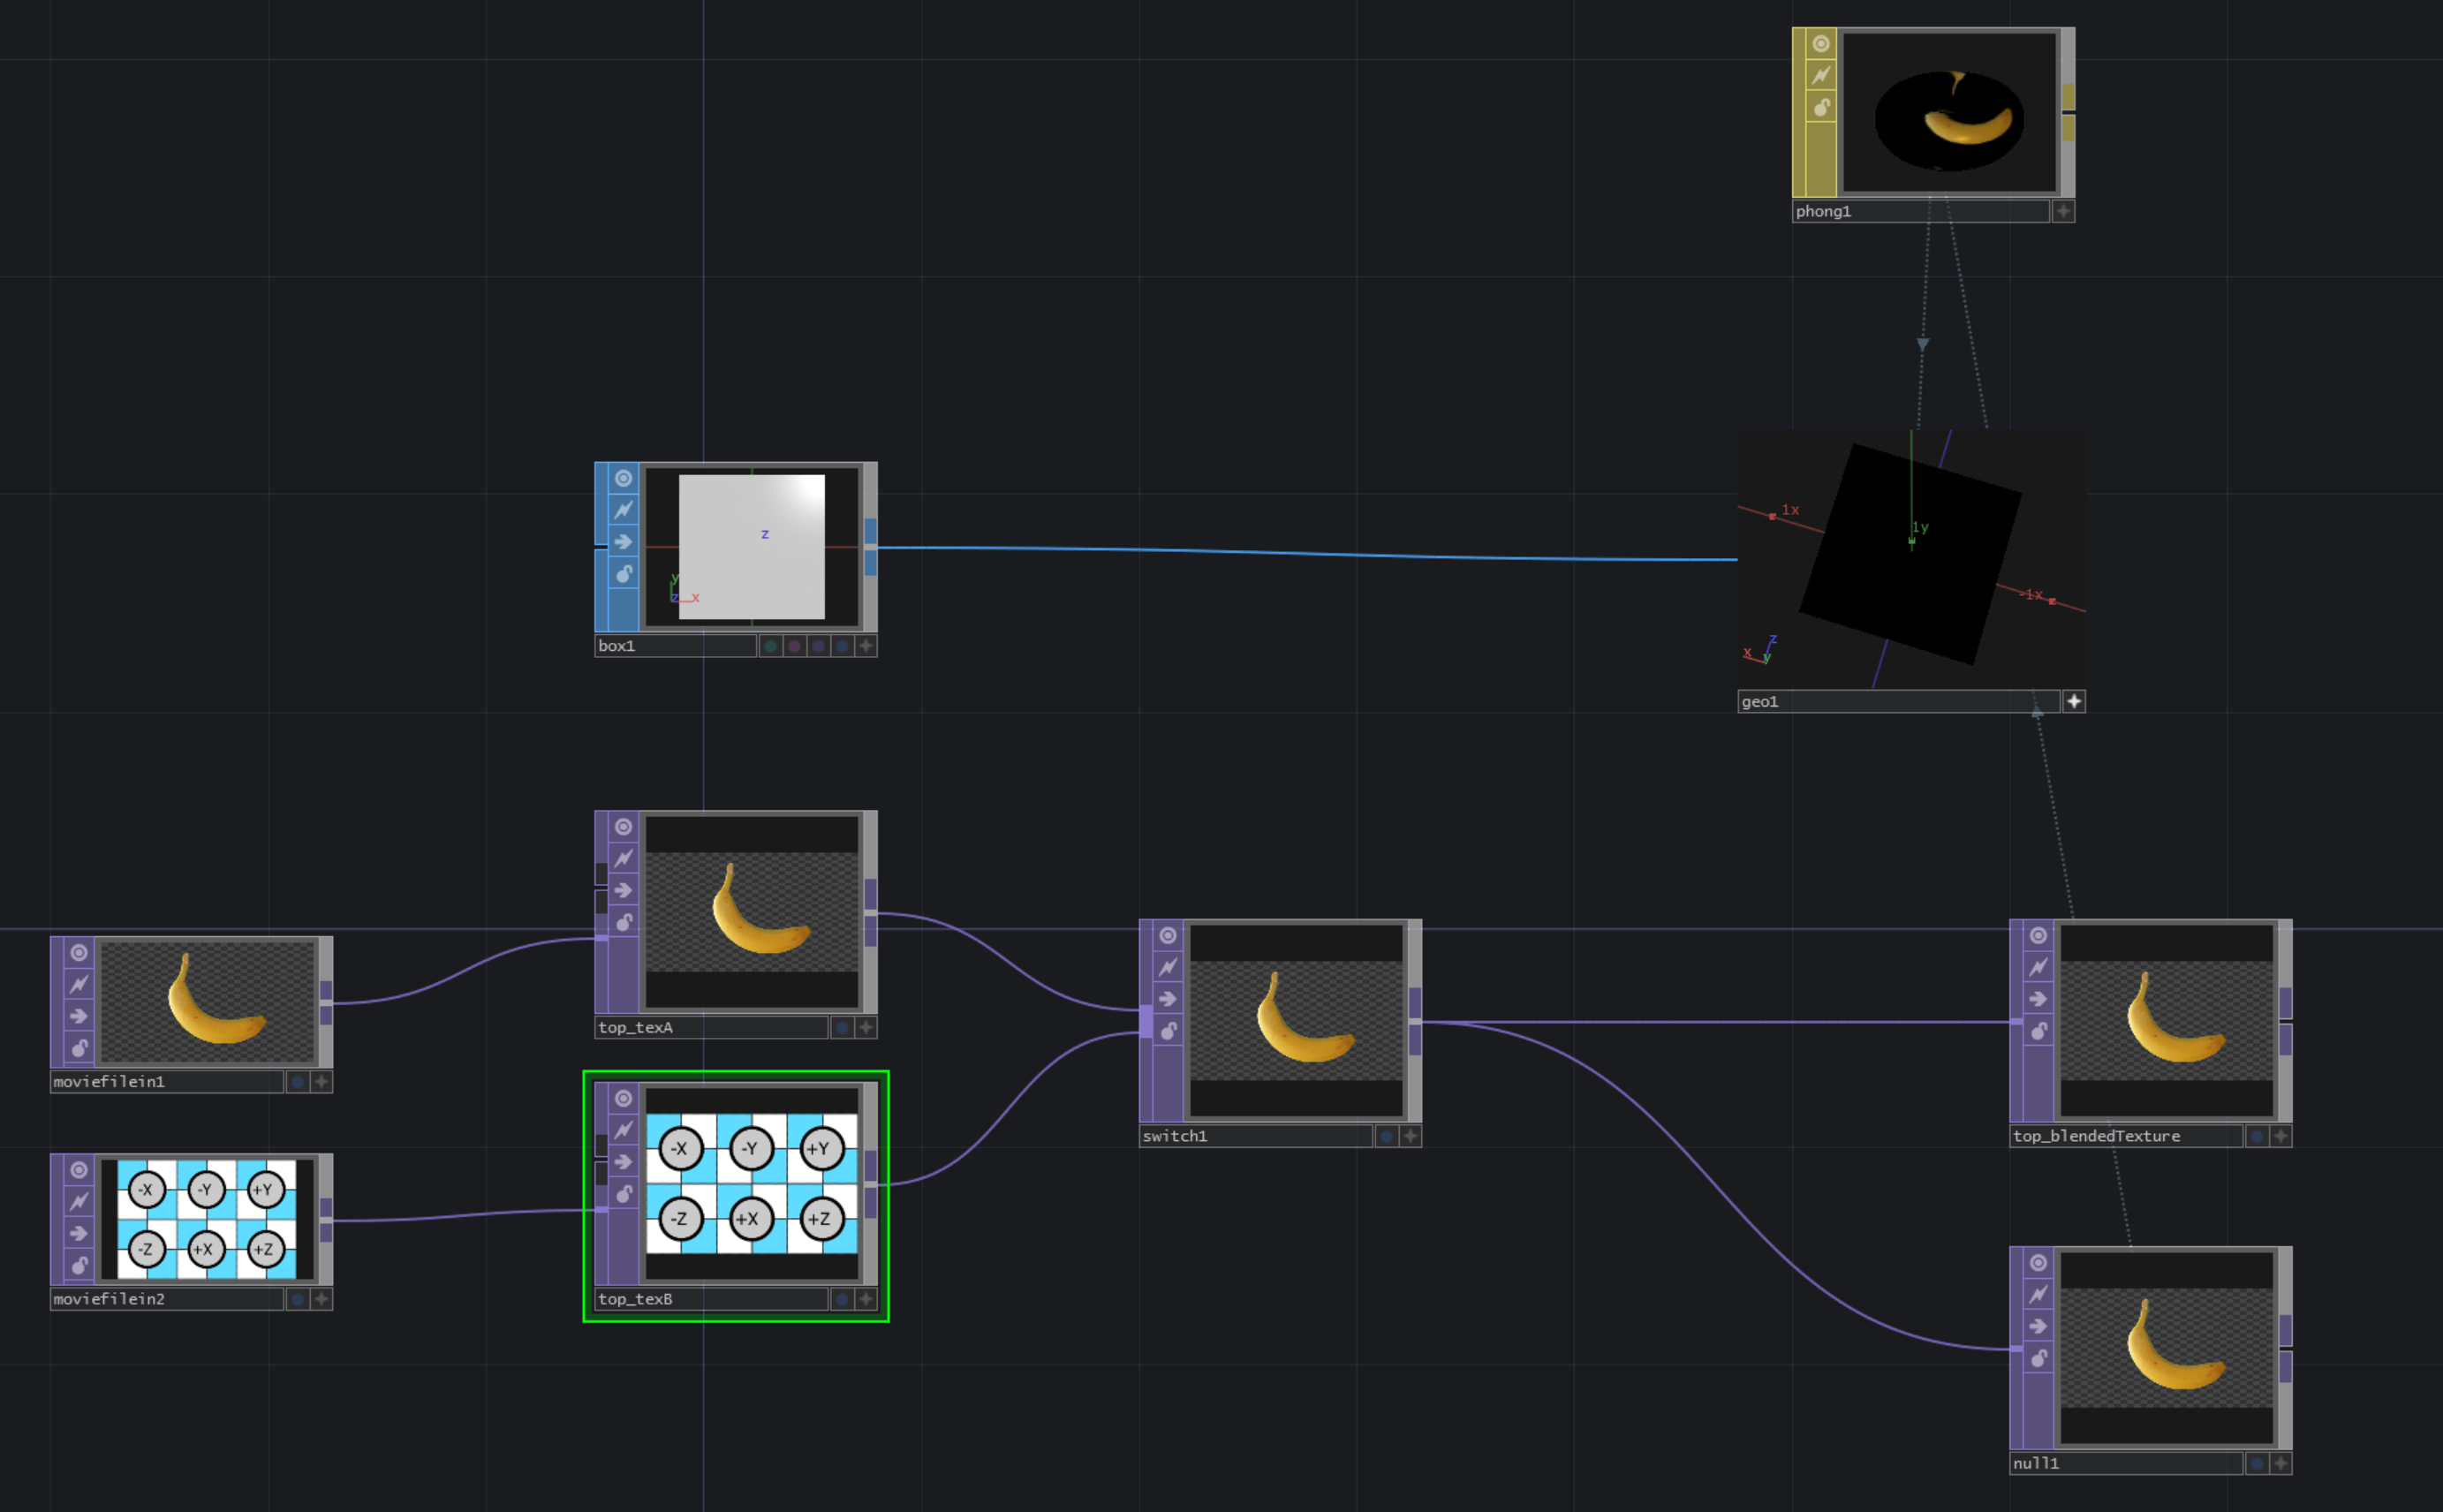 phong1
z
y
z x
box1
1x
1y
-1x
z
x y
geo1
top_texA
moviefilein1
-X -Y +Y
-Z +X +Z
moviefilein2
-X -Y +Y
-Z +X +Z
top_texB
switch1
top_blendedTexture
null1